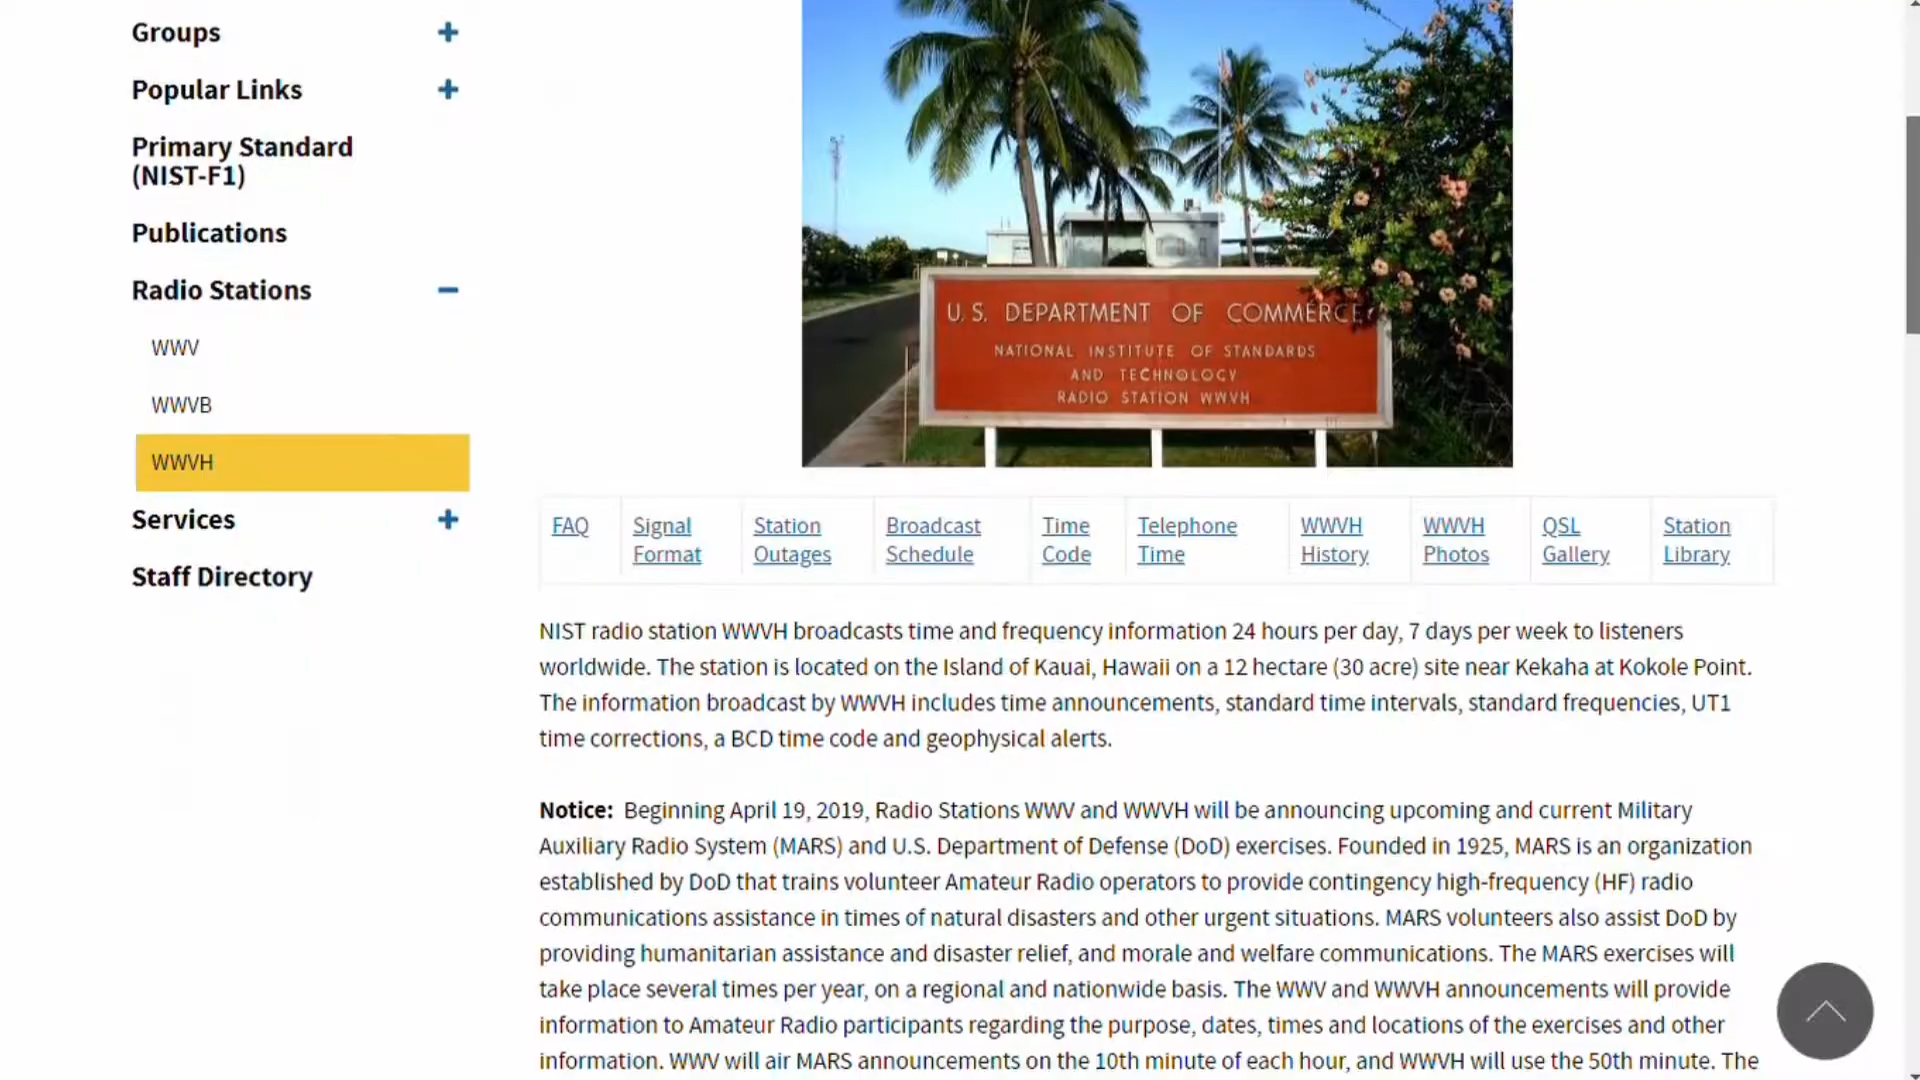 Groups
Popular Links
Primary Standard
(NIST-F1)
Publications
Radio Stations
WWV
WWVB
WWVH
Services
Staff Directory
U.S. DEPARTMENT OF COMMERCE
NATIONAL INSTITUTE OF STANDARDS
AND TECHNOLOGY
RADIO STATION WWVH
FAQ
Signal
Format
Station
Outages
Broadcast
Schedule
Time
Code
Telephone
Time
WWVH
History
WWVH
Photos
QSL
Gallery
Station
Library
NIST radio station WWVH broadcasts time and frequency information 24 hours per day, 7 days per week to listeners
worldwide. The station is located on the Island of Kauai, Hawaii on a 12 hectare (30 acre) site near Kekaha at Kokole Point.
The information broadcast by WWVH includes time announcements, standard time intervals, standard frequencies, UT1
time corrections, a BCD time code and geophysical alerts.
Notice: Beginning April 19, 2019, Radio Stations WWV and WWVH will be announcing upcoming and current Military
Auxiliary Radio System (MARS) and U.S. Department of Defense (DoD) exercises. Founded in 1925, MARS is an organization
established by DoD that trains volunteer Amateur Radio operators to provide contingency high-frequency (HF) radio
communications assistance in times of natural disasters and other urgent situations. MARS volunteers also assist DoD by
providing humanitarian assistance and disaster relief, and morale and welfare communications. The MARS exercises will
take place several times per year, on a regional and nationwide basis. The WWV and WWVH announcements will provide
information to Amateur Radio participants regarding the purpose, dates, times and locations of the exercises and other
information. WWV will air MARS announcements on the 10th minute of each hour, and WWVH will use the 50th minute. The